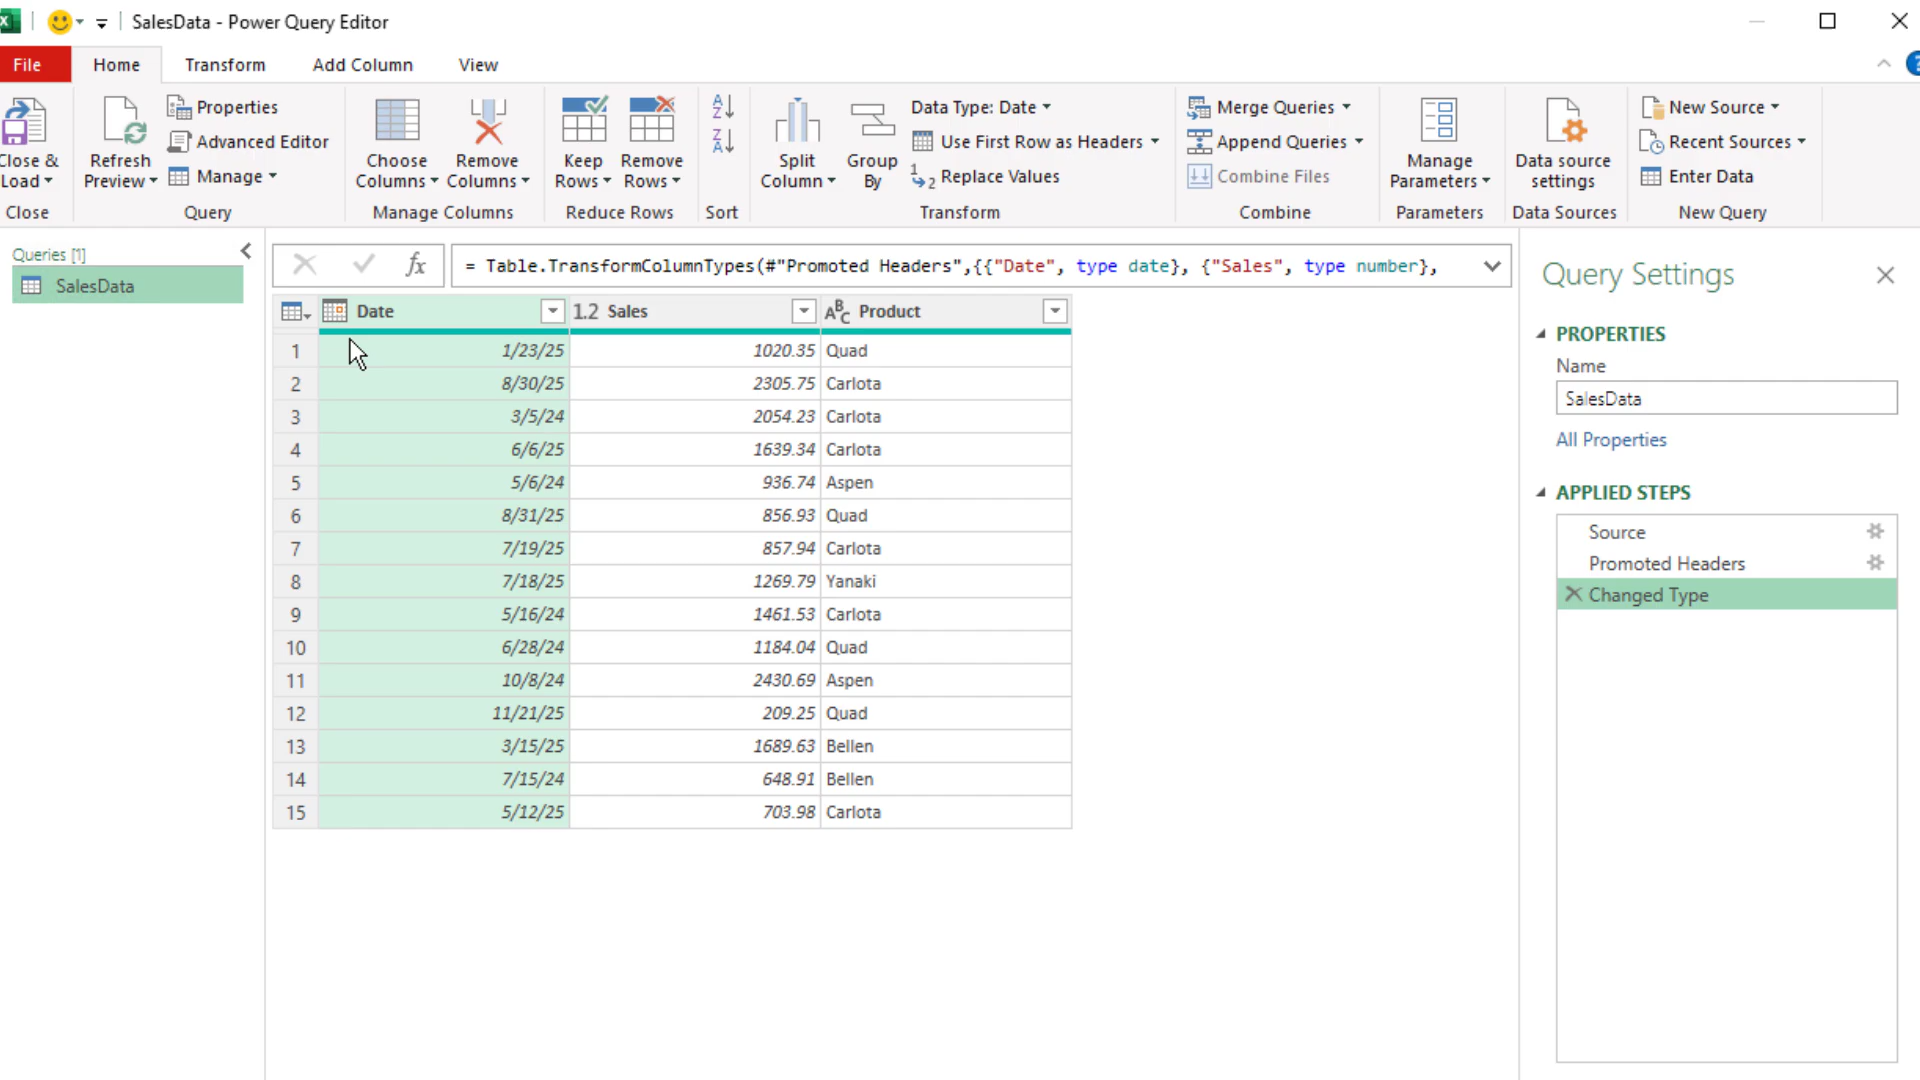 SalesData - Power Query Editor
File Home Transform Add Column View
Close & Load
Refresh Preview
Properties
Advanced Editor
Manage
Choose Columns
Remove Columns
Keep Rows
Remove Rows
Split Column
Group By
Data Type: Date
Use First Row as Headers
Replace Values
Merge Queries
Append Queries
Combine Files
Manage Parameters
Data source settings
New Source
Recent Sources
Enter Data
Close Query Manage Columns Reduce Rows Sort Transform Combine Parameters Data Sources New Query
Queries [1]
SalesData
fx = Table.TransformColumnTypes(#"Promoted Headers",{{"Date", type date}, {"Sales", type number},
Date 1.2 Sales ABC Product
1 1/23/25 1020.35 Quad
2 8/30/25 2305.75 Carlota
3 3/5/24 2054.23 Carlota
4 6/6/25 1639.34 Carlota
5 5/6/24 936.74 Aspen
6 8/31/25 856.93 Quad
7 7/19/25 857.94 Carlota
8 7/18/25 1269.79 Yanaki
9 5/16/24 1461.53 Carlota
10 6/28/24 1184.04 Quad
11 10/8/24 2430.69 Aspen
12 11/21/25 209.25 Quad
13 3/15/25 1689.63 Bellen
14 7/15/24 648.91 Bellen
15 5/12/25 703.98 Carlota
Query Settings
PROPERTIES
Name
SalesData
All Properties
APPLIED STEPS
Source
Promoted Headers
Changed Type